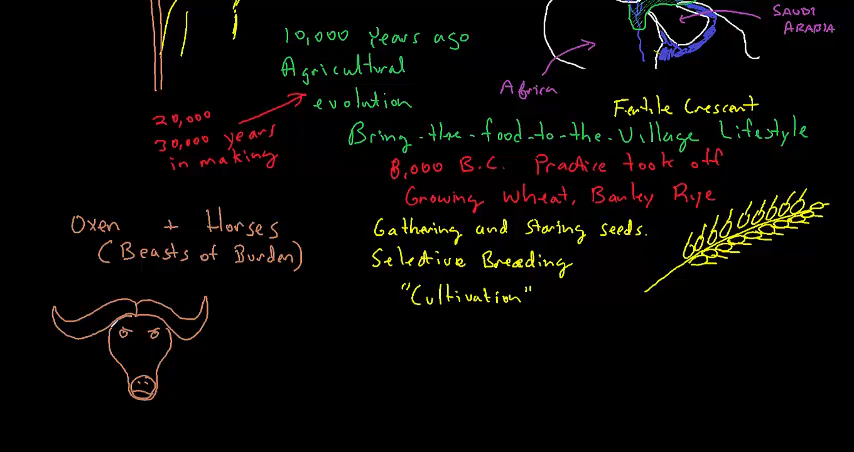 10,000 years ago
Agricultural
evolution
20,000
30,000 years
in making
SAUDI
ARABIA
Africa
Fertile Crescent
Bring-the-food-to-the-Village Lifestyle
8,000 B.C. Practice took off
Growing wheat, Barley Rye
Gathering and Storing seeds.
Selective Breeding
"Cultivation"
Oxen + Horses
(Beasts of Burden)